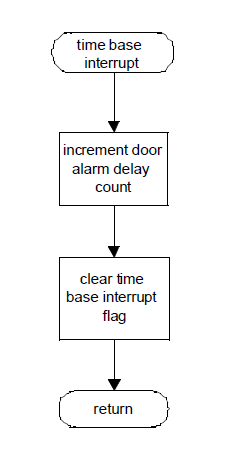 time base
interrupt
increment door
alarm delay
count
clear time
base interrupt
flag
return